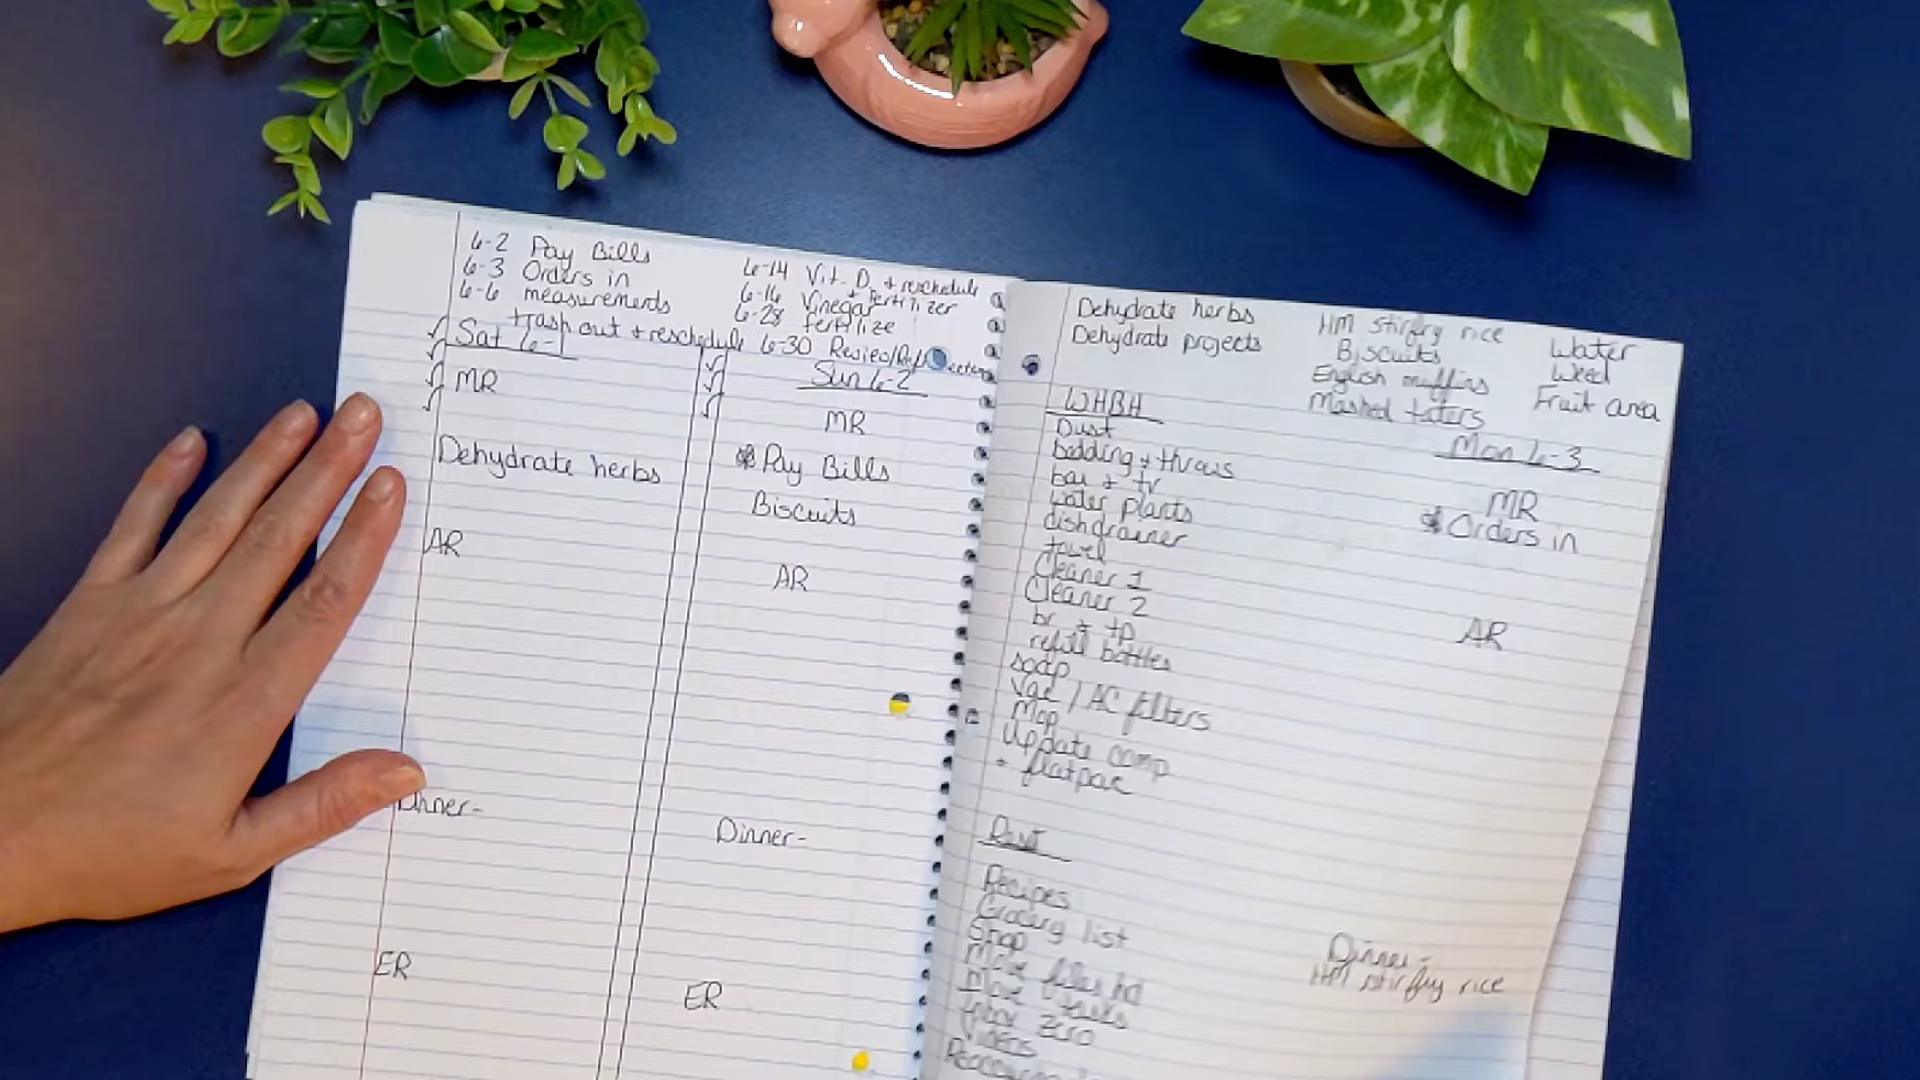 6-2 Pay Bills
6-3 Orders in
6-6 measurements
trash out + reschedule
6-14 Vit. D. + reschedule
6-16 Vinegar + fertilizer
6-28 fertilize
6-30
Sat 6-1
MR
Dehydrate herbs
AR
Dinner-
ER
Sun 6-2
MR
Pay Bills
Biscuits
AR
Dinner-
ER
Dehydrate herbs
Dehydrate projects
HM stirfry rice
Biscuits
English muffins
Mashed taters
Water
Weed
Fruit area
WHBH
Dust
bedding + throws
bar + tv
water plants
dishdrainer
towel
Cleaner 1
Cleaner 2
br + tp
refill bottles
soap
Vac / AC filters
Mop
Update comp
+ flatpac
Recipes
Grocery list
Shop
Move
Move tasks
zero
Videos
Mon 6-3
MR
Orders in
AR
Dinner-
HM stirfry rice